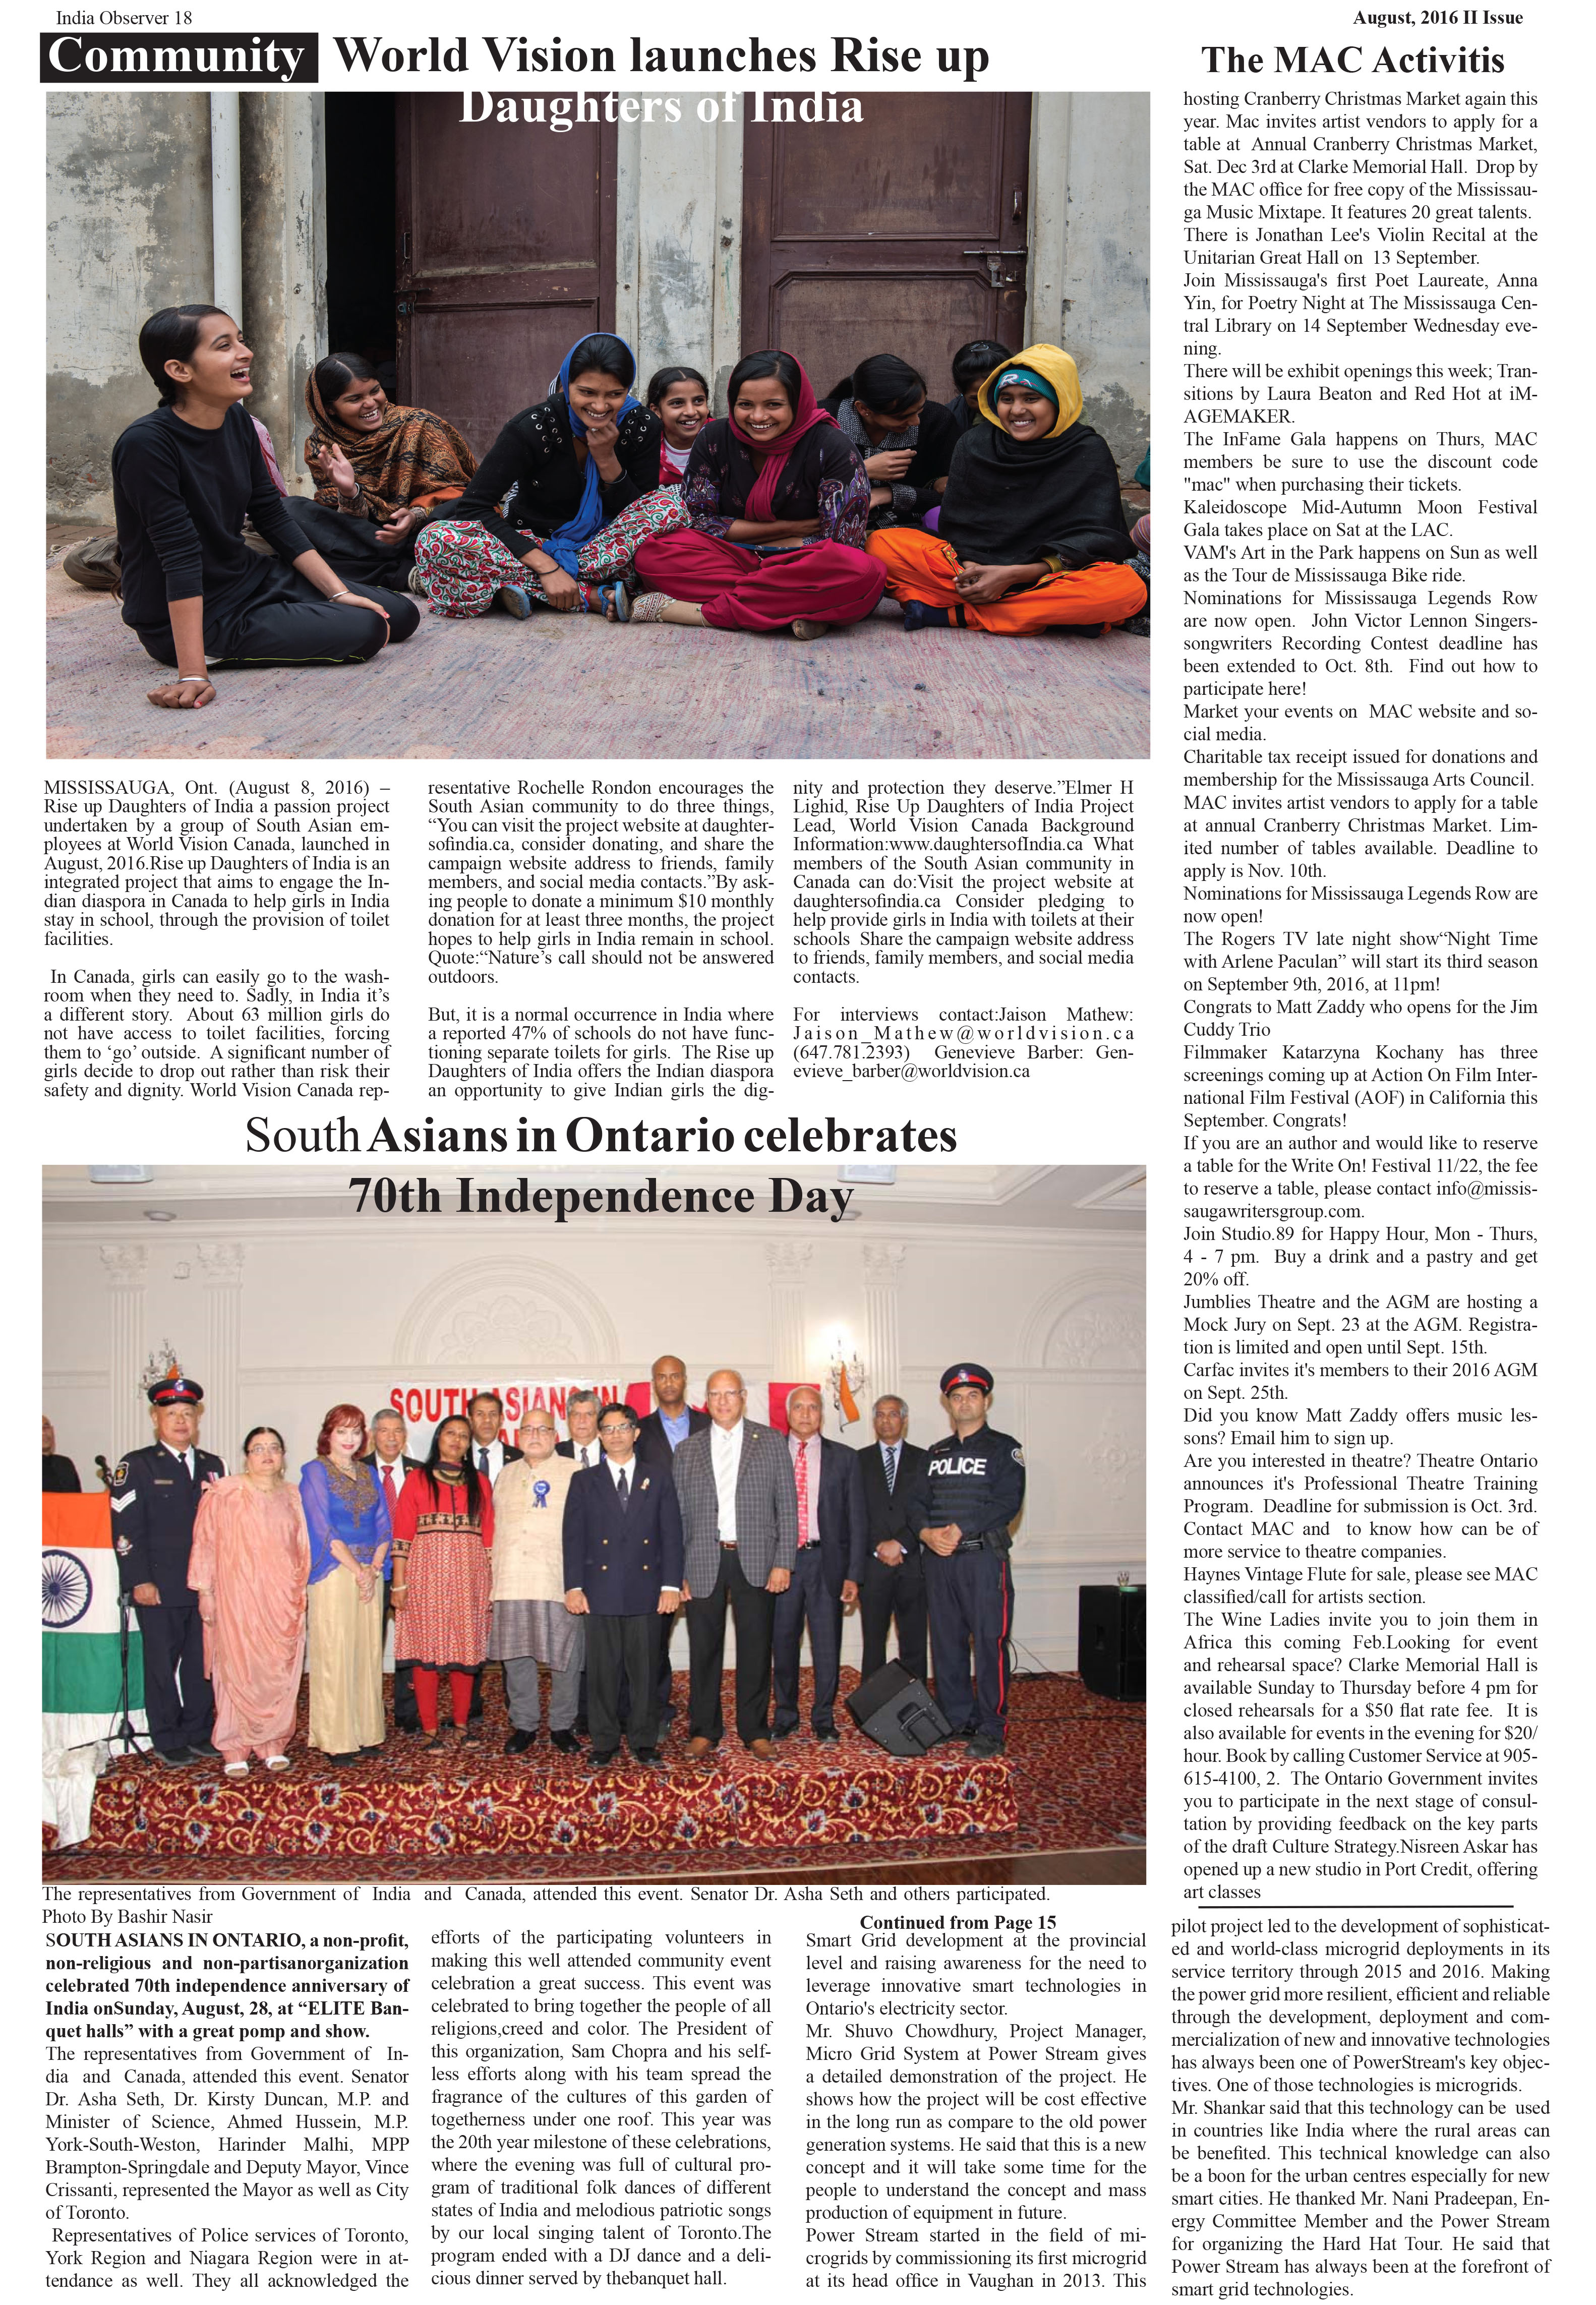 India Observer 18
August, 2016 II Issue
Community
World Vision launches Rise up
Daughters of India
MISSISSAUGA, Ont. (August 8, 2016) –
Rise up Daughters of India a passion project
undertaken by a group of South Asian em-
ployees at World Vision Canada, launched in
August, 2016.Rise up Daughters of India is an
integrated project that aims to engage the In-
dian diaspora in Canada to help girls in India
stay in school, through the provision of toilet
facilities.
In Canada, girls can easily go to the wash-
room when they need to. Sadly, in India it’s
a different story. About 63 million girls do
not have access to toilet facilities, forcing
them to ‘go’ outside. A significant number of
girls decide to drop out rather than risk their
safety and dignity. World Vision Canada rep-
resentative Rochelle Rondon encourages the
South Asian community to do three things,
“You can visit the project website at daughter-
sofindia.ca, consider donating, and share the
campaign website address to friends, family
members, and social media contacts.”By ask-
ing people to donate a minimum $10 monthly
donation for at least three months, the project
hopes to help girls in India remain in school.
Quote:“Nature’s call should not be answered
outdoors.
But, it is a normal occurrence in India where
a reported 47% of schools do not have func-
tioning separate toilets for girls. The Rise up
Daughters of India offers the Indian diaspora
an opportunity to give Indian girls the dig-
nity and protection they deserve.”Elmer H
Lighid, Rise Up Daughters of India Project
Lead, World Vision Canada Background
Information:www.daughtersofIndia.ca What
members of the South Asian community in
Canada can do:Visit the project website at
daughtersofindia.ca Consider pledging to
help provide girls in India with toilets at their
schools Share the campaign website address
to friends, family members, and social media
contacts.
For interviews contact:Jaison Mathew:
Jaison_Mathew@worldvision.ca
(647.781.2393) Genevieve Barber: Gen-
evieve_barber@worldvision.ca
South Asians in Ontario celebrates
70th Independence Day
SOUTH ASIANS IN
POLICE
The representatives from Government of India and Canada, attended this event. Senator Dr. Asha Seth and others participated.
Photo By Bashir Nasir
SOUTH ASIANS IN ONTARIO, a non-profit,
non-religious and non-partisanorganization
celebrated 70th independence anniversary of
India onSunday, August, 28, at “ELITE Ban-
quet halls” with a great pomp and show.
The representatives from Government of In-
dia and Canada, attended this event. Senator
Dr. Asha Seth, Dr. Kirsty Duncan, M.P. and
Minister of Science, Ahmed Hussein, M.P.
York-South-Weston, Harinder Malhi, MPP
Brampton-Springdale and Deputy Mayor, Vince
Crissanti, represented the Mayor as well as City
of Toronto.
Representatives of Police services of Toronto,
York Region and Niagara Region were in at-
tendance as well. They all acknowledged the
efforts of the participating volunteers in
making this well attended community event
celebration a great success. This event was
celebrated to bring together the people of all
religions,creed and color. The President of
this organization, Sam Chopra and his self-
less efforts along with his team spread the
fragrance of the cultures of this garden of
togetherness under one roof. This year was
the 20th year milestone of these celebrations,
where the evening was full of cultural pro-
gram of traditional folk dances of different
states of India and melodious patriotic songs
by our local singing talent of Toronto.The
program ended with a DJ dance and a deli-
cious dinner served by thebanquet hall.
Continued from Page 15
Smart Grid development at the provincial
level and raising awareness for the need to
leverage innovative smart technologies in
Ontario's electricity sector.
Mr. Shuvo Chowdhury, Project Manager,
Micro Grid System at Power Stream gives
a detailed demonstration of the project. He
shows how the project will be cost effective
in the long run as compare to the old power
generation systems. He said that this is a new
concept and it will take some time for the
people to understand the concept and mass
production of equipment in future.
Power Stream started in the field of mi-
crogrids by commissioning its first microgrid
at its head office in Vaughan in 2013. This
pilot project led to the development of sophisticat-
ed and world-class microgrid deployments in its
service territory through 2015 and 2016. Making
the power grid more resilient, efficient and reliable
through the development, deployment and com-
mercialization of new and innovative technologies
has always been one of PowerStream's key objec-
tives. One of those technologies is microgrids.
Mr. Shankar said that this technology can be used
in countries like India where the rural areas can
be benefited. This technical knowledge can also
be a boon for the urban centres especially for new
smart cities. He thanked Mr. Nani Pradeepan, En-
ergy Committee Member and the Power Stream
for organizing the Hard Hat Tour. He said that
Power Stream has always been at the forefront of
smart grid technologies.
The MAC Activitis
hosting Cranberry Christmas Market again this
year. Mac invites artist vendors to apply for a
table at Annual Cranberry Christmas Market,
Sat. Dec 3rd at Clarke Memorial Hall. Drop by
the MAC office for free copy of the Mississau-
ga Music Mixtape. It features 20 great talents.
There is Jonathan Lee's Violin Recital at the
Unitarian Great Hall on 13 September.
Join Mississauga's first Poet Laureate, Anna
Yin, for Poetry Night at The Mississauga Cen-
tral Library on 14 September Wednesday eve-
ning.
There will be exhibit openings this week; Tran-
sitions by Laura Beaton and Red Hot at iM-
AGEMAKER.
The InFame Gala happens on Thurs, MAC
members be sure to use the discount code
"mac" when purchasing their tickets.
Kaleidoscope Mid-Autumn Moon Festival
Gala takes place on Sat at the LAC.
VAM's Art in the Park happens on Sun as well
as the Tour de Mississauga Bike ride.
Nominations for Mississauga Legends Row
are now open. John Victor Lennon Singers-
songwriters Recording Contest deadline has
been extended to Oct. 8th. Find out how to
participate here!
Market your events on MAC website and so-
cial media.
Charitable tax receipt issued for donations and
membership for the Mississauga Arts Council.
MAC invites artist vendors to apply for a table
at annual Cranberry Christmas Market. Lim-
ited number of tables available. Deadline to
apply is Nov. 10th.
Nominations for Mississauga Legends Row are
now open!
The Rogers TV late night show“Night Time
with Arlene Paculan” will start its third season
on September 9th, 2016, at 11pm!
Congrats to Matt Zaddy who opens for the Jim
Cuddy Trio
Filmmaker Katarzyna Kochany has three
screenings coming up at Action On Film Inter-
national Film Festival (AOF) in California this
September. Congrats!
If you are an author and would like to reserve
a table for the Write On! Festival 11/22, the fee
to reserve a table, please contact info@missis-
saugawritersgroup.com.
Join Studio.89 for Happy Hour, Mon - Thurs,
4 - 7 pm. Buy a drink and a pastry and get
20% off.
Jumblies Theatre and the AGM are hosting a
Mock Jury on Sept. 23 at the AGM. Registra-
tion is limited and open until Sept. 15th.
Carfac invites it's members to their 2016 AGM
on Sept. 25th.
Did you know Matt Zaddy offers music les-
sons? Email him to sign up.
Are you interested in theatre? Theatre Ontario
announces it's Professional Theatre Training
Program. Deadline for submission is Oct. 3rd.
Contact MAC and to know how can be of
more service to theatre companies.
Haynes Vintage Flute for sale, please see MAC
classified/call for artists section.
The Wine Ladies invite you to join them in
Africa this coming Feb.Looking for event
and rehearsal space? Clarke Memorial Hall is
available Sunday to Thursday before 4 pm for
closed rehearsals for a $50 flat rate fee. It is
also available for events in the evening for $20/
hour. Book by calling Customer Service at 905-
615-4100, 2. The Ontario Government invites
you to participate in the next stage of consul-
tation by providing feedback on the key parts
of the draft Culture Strategy.Nisreen Askar has
opened up a new studio in Port Credit, offering
art classes